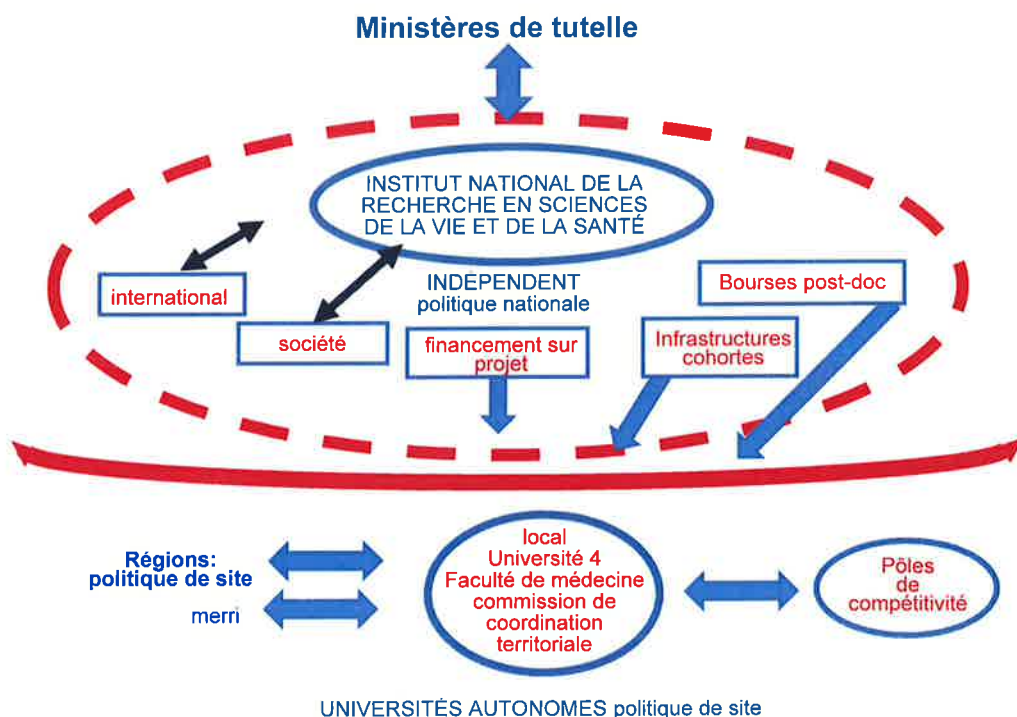 Ministères de tutelle
INSTITUT NATIONAL DE LA
RECHERCHE EN SCIENCES
DE LA VIE ET DE LA SANTÉ
INDÉPENDENT
politique nationale
international
société
financement sur
projet
Infrastructures
cohortes
Bourses post-doc
Régions:
politique de site
merri
local
Université 4
Faculté de médecine
commission de
coordination
territoriale
Pôles
de
compétitivité
UNIVERSITÉS AUTONOMES politique de site